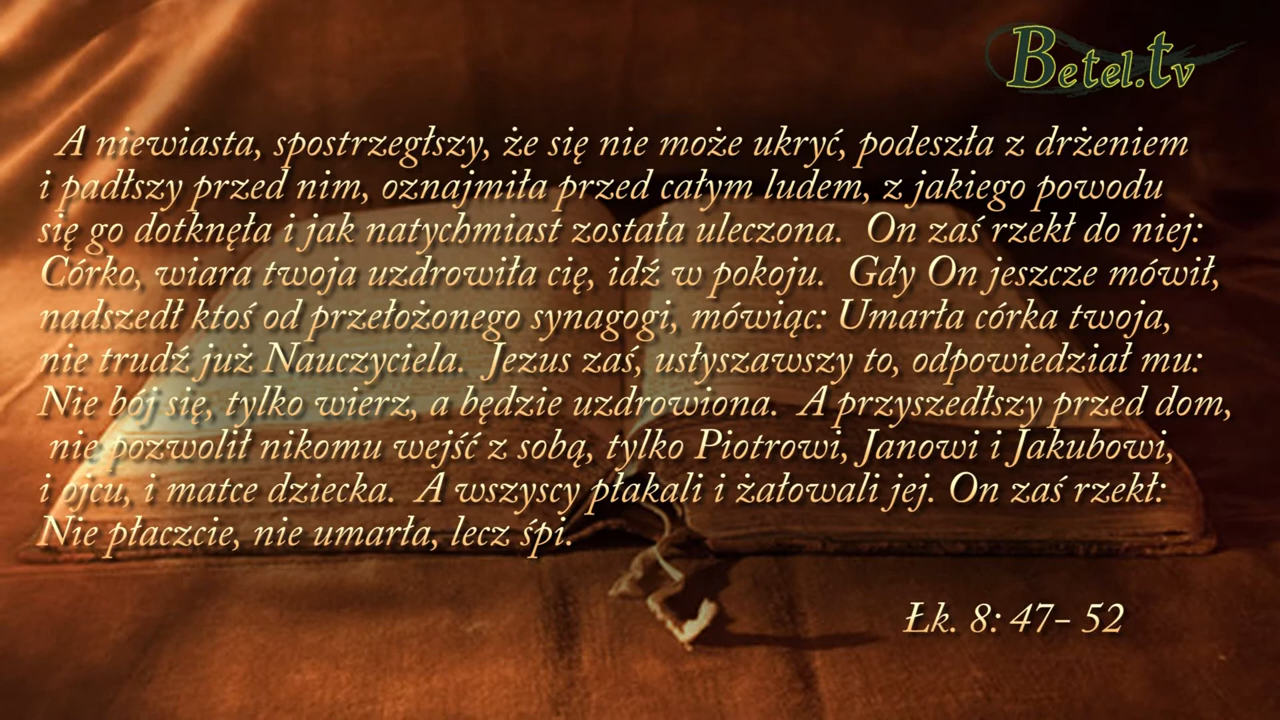 Betel.tv
A niewiasta, spostrzegłszy, że się nie może ukryć, podeszła z drżeniem
i padłszy przed nim, oznajmiła przed całym ludem, z jakiego powodu
się go dotknęła i jak natychmiast została uleczona. On zaś rzekł do niej:
Córko, wiara twoja uzdrowiła cię, idź w pokoju. Gdy On jeszcze mówił,
nadszedł ktoś od przełożonego synagogi, mówiąc: Umarła córka twoja,
nie trudź już Nauczyciela. Jezus zaś, usłyszawszy to, odpowiedział mu:
Nie bój się, tylko wierz, a będzie uzdrowiona. A przyszedłszy przed dom,
nie pozwolił nikomu wejść z sobą, tylko Piotrowi, Janowi i Jakubowi,
i ojcu, i matce dziecka. A wszyscy płakali i żałowali jej. On zaś rzekł:
Nie płaczcie, nie umarła, lecz śpi.
Łk. 8: 47- 52